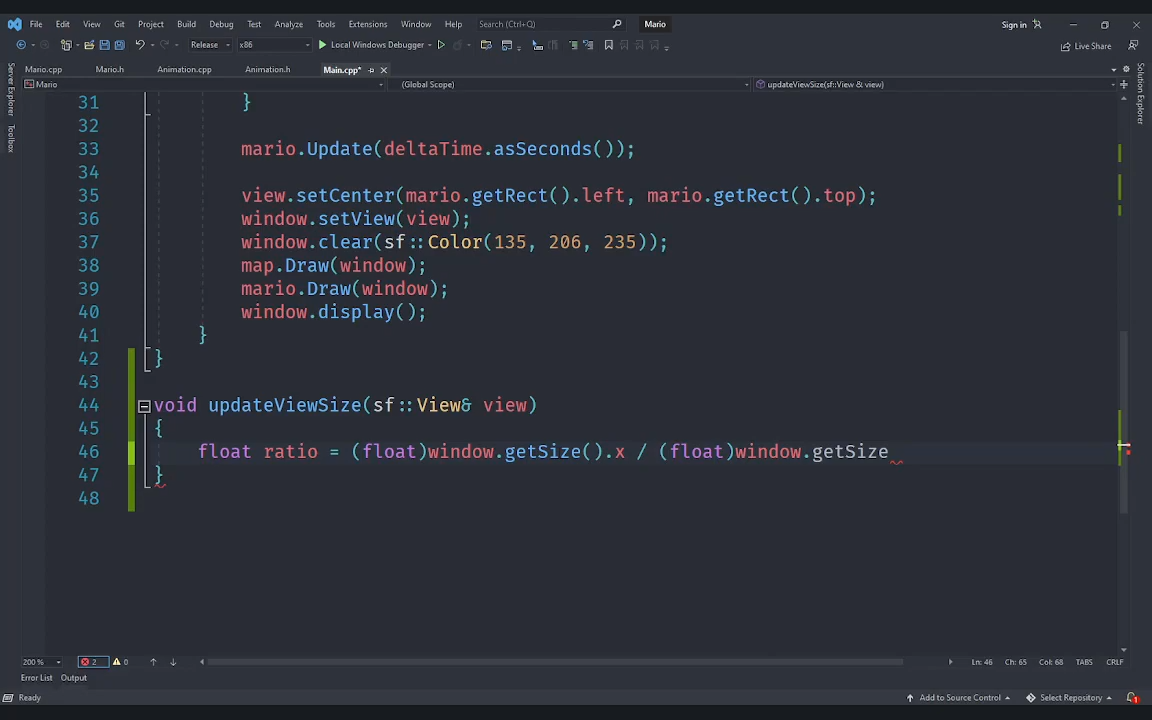 File Edit View Git Project Build Debug Test Analyze Tools Extensions Window Help Search (Ctrl+Q) Mario Sign in
Release x86 Local Windows Debugger Live Share
Mario.cpp Mario.h Animation.cpp Animation.h Main.cpp*
Mario (Global Scope) updateViewSize(sf::View & view)
Server Explorer
Toolbox
Solution Explorer
31 }
32
33 mario.Update(deltaTime.asSeconds());
34
35 view.setCenter(mario.getRect().left, mario.getRect().top);
36 window.setView(view);
37 window.clear(sf::Color(135, 206, 235));
38 map.Draw(window);
39 mario.Draw(window);
40 window.display();
41 }
42 }
43
44 void updateViewSize(sf::View& view)
45 {
46 float ratio = (float)window.getSize().x / (float)window.getSize
47 }
48
200 % 2 0 Ln: 46 Ch: 65 Col: 68 TABS CRLF
Error List Output
Ready Add to Source Control Select Repository 1